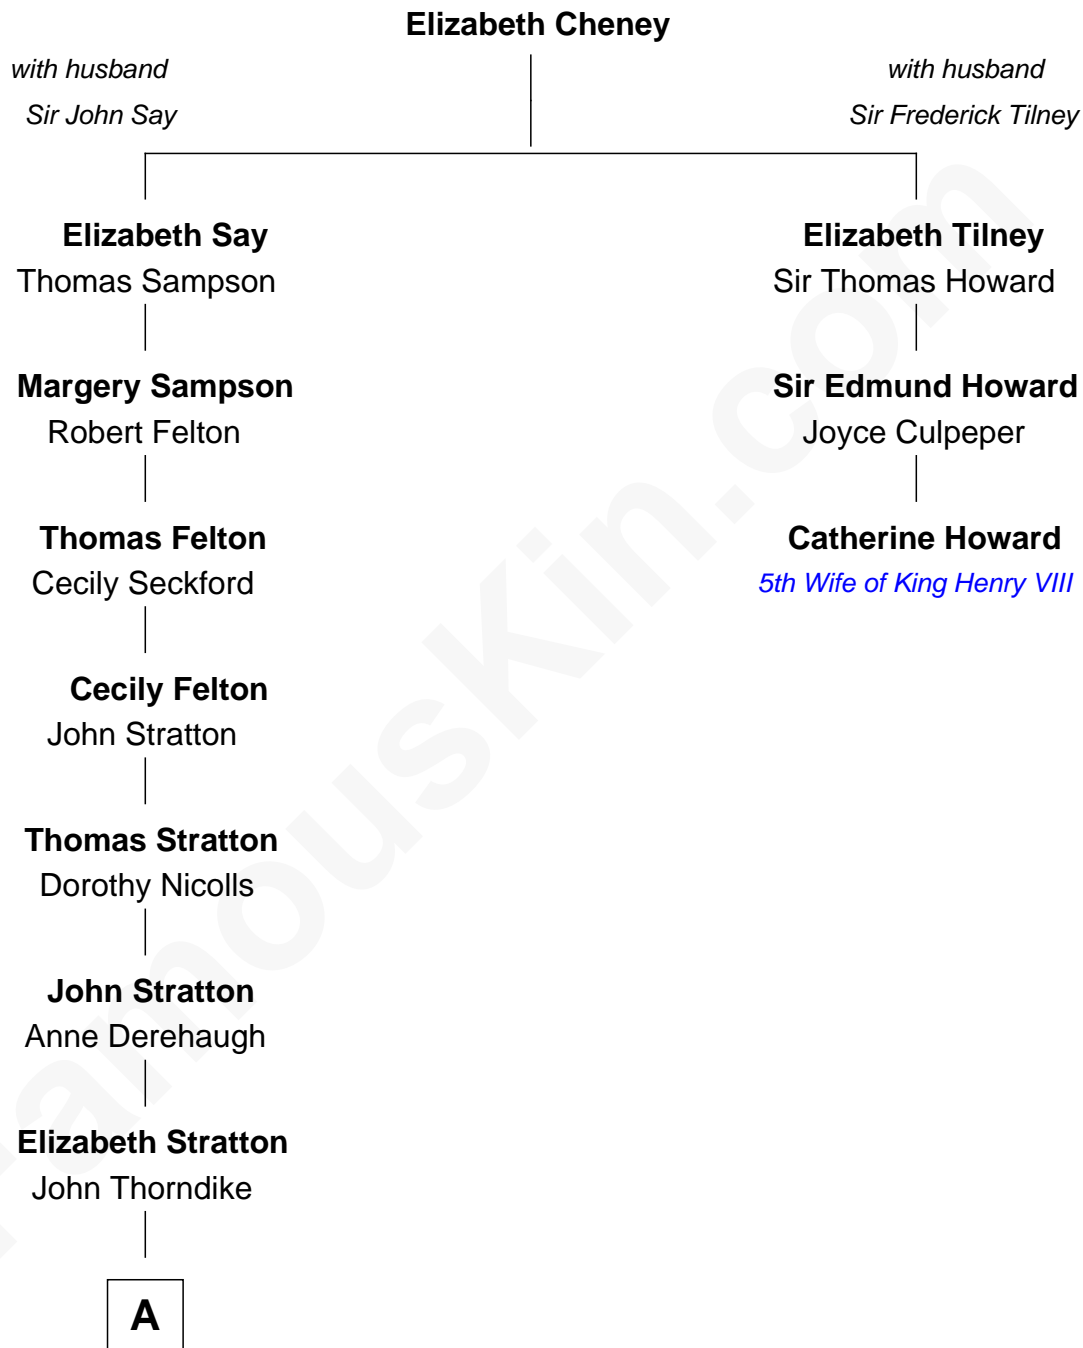 Elizabeth Cheney
with husband
Sir John Say
with husband
Sir Frederick Tilney
Elizabeth Say
Thomas Sampson
Elizabeth Tilney
Sir Thomas Howard
Margery Sampson
Robert Felton
Sir Edmund Howard
Joyce Culpeper
Thomas Felton
Cecily Seckford
Catherine Howard
5th Wife of King Henry VIII
Cecily Felton
John Stratton
Thomas Stratton
Dorothy Nicolls
John Stratton
Anne Derehaugh
Elizabeth Stratton
John Thorndike
A
FamousKin.com